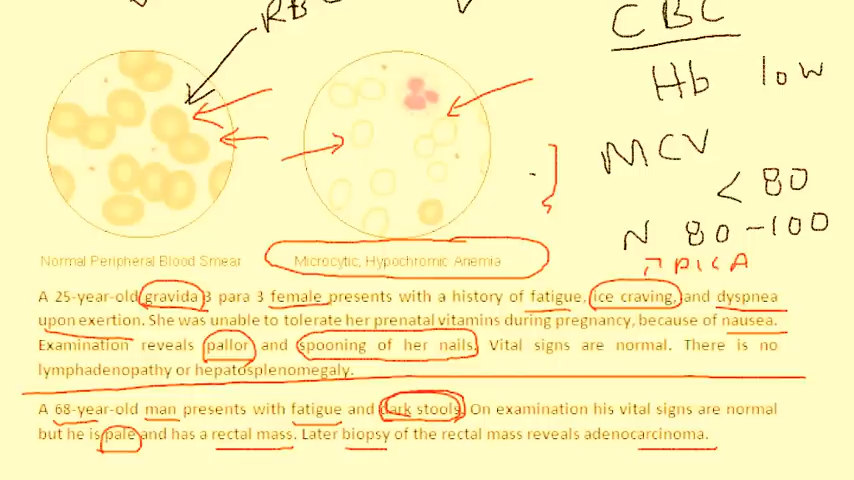 RB
CBC
Hb low
MCV
< 80
N 80-100
Normal Peripheral Blood Smear
Microcytic, Hypochromic Anemia
PICA
A 25-year-old gravida 3 para 3 female presents with a history of fatigue, ice craving, and dyspnea
upon exertion. She was unable to tolerate her prenatal vitamins during pregnancy, because of nausea.
Examination reveals pallor and spooning of her nails. Vital signs are normal. There is no
lymphadenopathy or hepatosplenomegaly.
A 68-year-old man presents with fatigue and dark stools. On examination his vital signs are normal
but he is pale and has a rectal mass. Later biopsy of the rectal mass reveals adenocarcinoma.